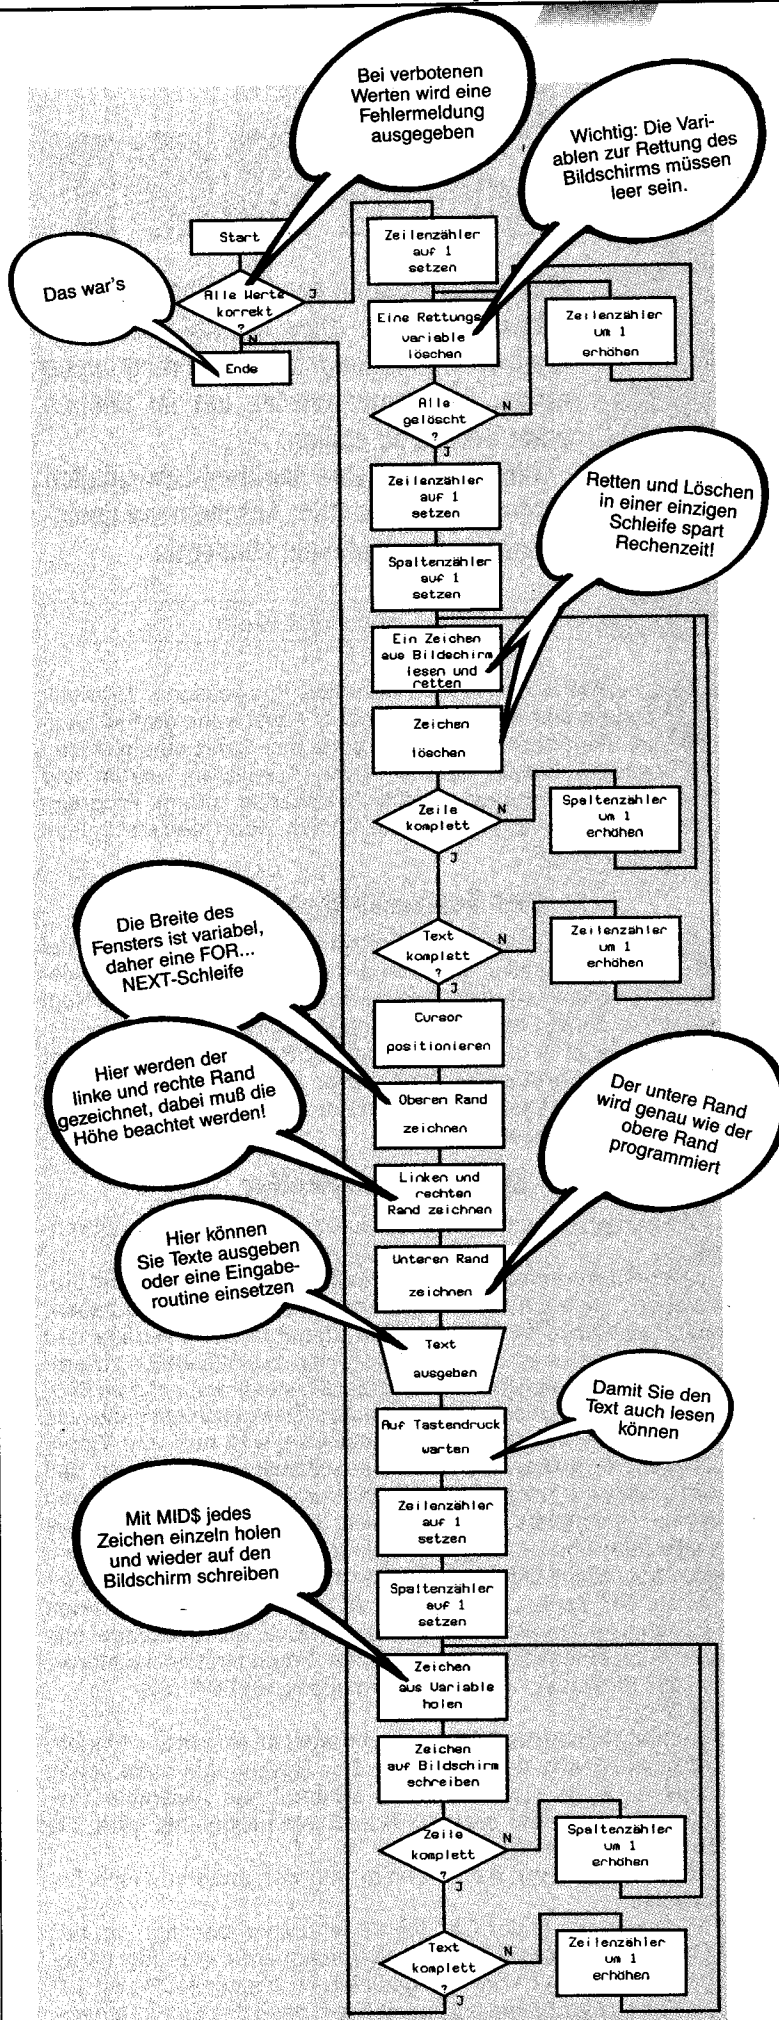 Bei verbotenen
Werten wird eine
Fehlermeldung
ausgegeben
Wichtig: Die Vari-
ablen zur Rettung des
Bildschirms müssen
leer sein.
Start
Das war's
Alle Werte
korrekt
?
J
N
Ende
Zeilenzähler
auf 1
setzen
Eine Rettungs
variable
löschen
Zeilenzähler
um 1
erhöhen
Alle
gelöscht
?
N
J
Zeilenzähler
auf 1
setzen
Retten und Löschen
in einer einzigen
Schleife spart
Rechenzeit!
Spaltenzähler
auf 1
setzen
Ein Zeichen
aus Bildschirm
lesen und
retten
Zeichen
löschen
Zeile
komplett
?
N
J
Spaltenzähler
um 1
erhöhen
Die Breite des
Fensters ist variabel,
daher eine FOR...
NEXT-Schleife
Text
komplett
?
N
J
Zeilenzähler
um 1
erhöhen
Cursor
positionieren
Hier werden der
linke und rechte Rand
gezeichnet, dabei muß die
Höhe beachtet werden!
Oberen Rand
zeichnen
Der untere Rand
wird genau wie der
obere Rand
programmiert
Linken und
rechten
Rand zeichnen
Hier können
Sie Texte ausgeben
oder eine Eingabe-
routine einsetzen
Unteren Rand
zeichnen
Text
ausgeben
Damit Sie den
Text auch lesen
können
Auf Tastendruck
warten
Mit MID$ jedes
Zeichen einzeln holen
und wieder auf den
Bildschirm schreiben
Zeilenzähler
auf 1
setzen
Spaltenzähler
auf 1
setzen
Zeichen
aus Variable
holen
Zeichen
auf Bildschirm
schreiben
Zeile
komplett
?
N
J
Spaltenzähler
um 1
erhöhen
Text
komplett
?
N
J
Zeilenzähler
um 1
erhöhen